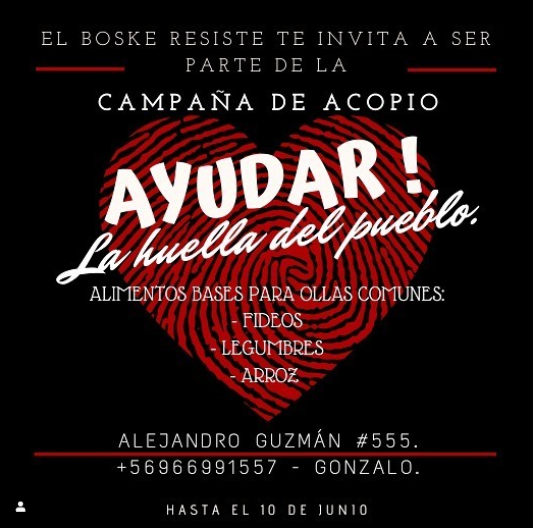 EL BOSKE RESISTE TE INVITA A SER
PARTE DE LA
CAMPAÑA DE ACOPIO
AYUDAR!
La huella del pueblo.
ALIMENTOS BASES PARA OLLAS COMUNES:
- FIDEOS
- LEGUMBRES
- ARROZ
ALEJANDRO GUZMÁN #555.
+56966991557 - GONZALO.
HASTA EL 10 DE JUNIO